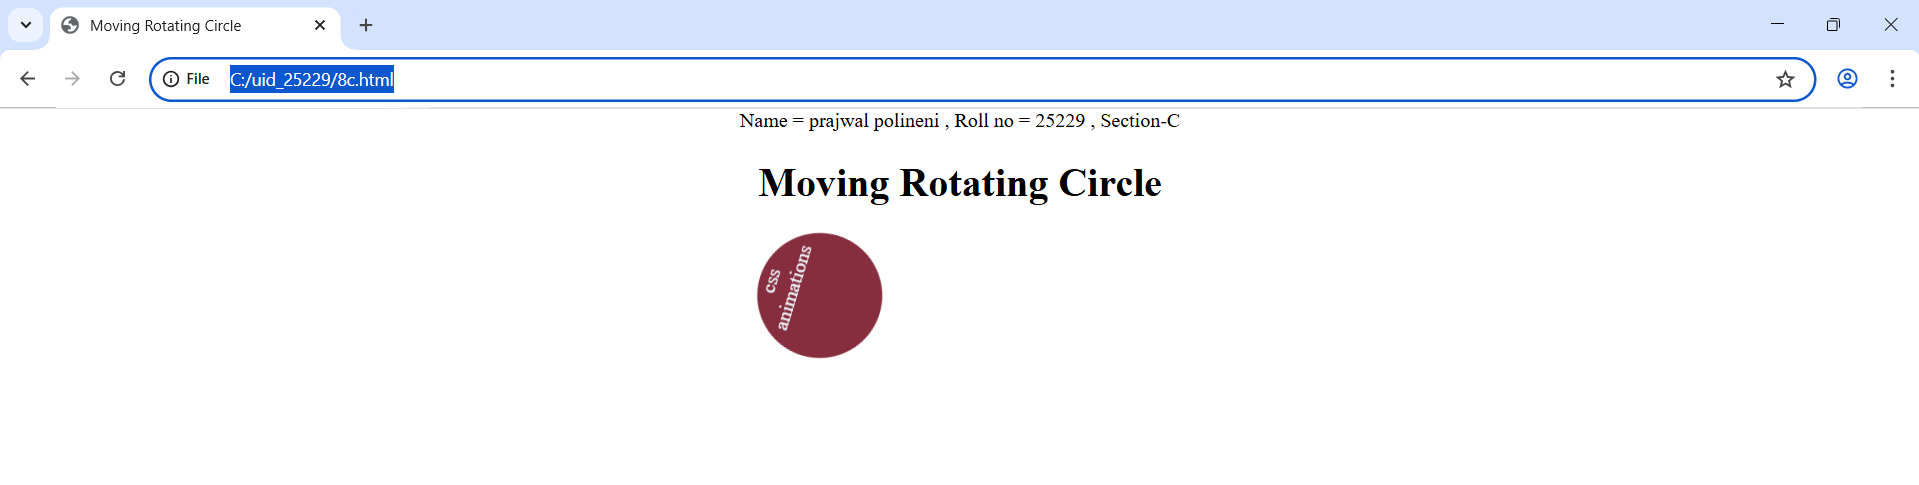 Moving Rotating Circle
File C:/uid_25229/8c.html
Name = prajwal polineni , Roll no = 25229 , Section-C
Moving Rotating Circle
css
animations